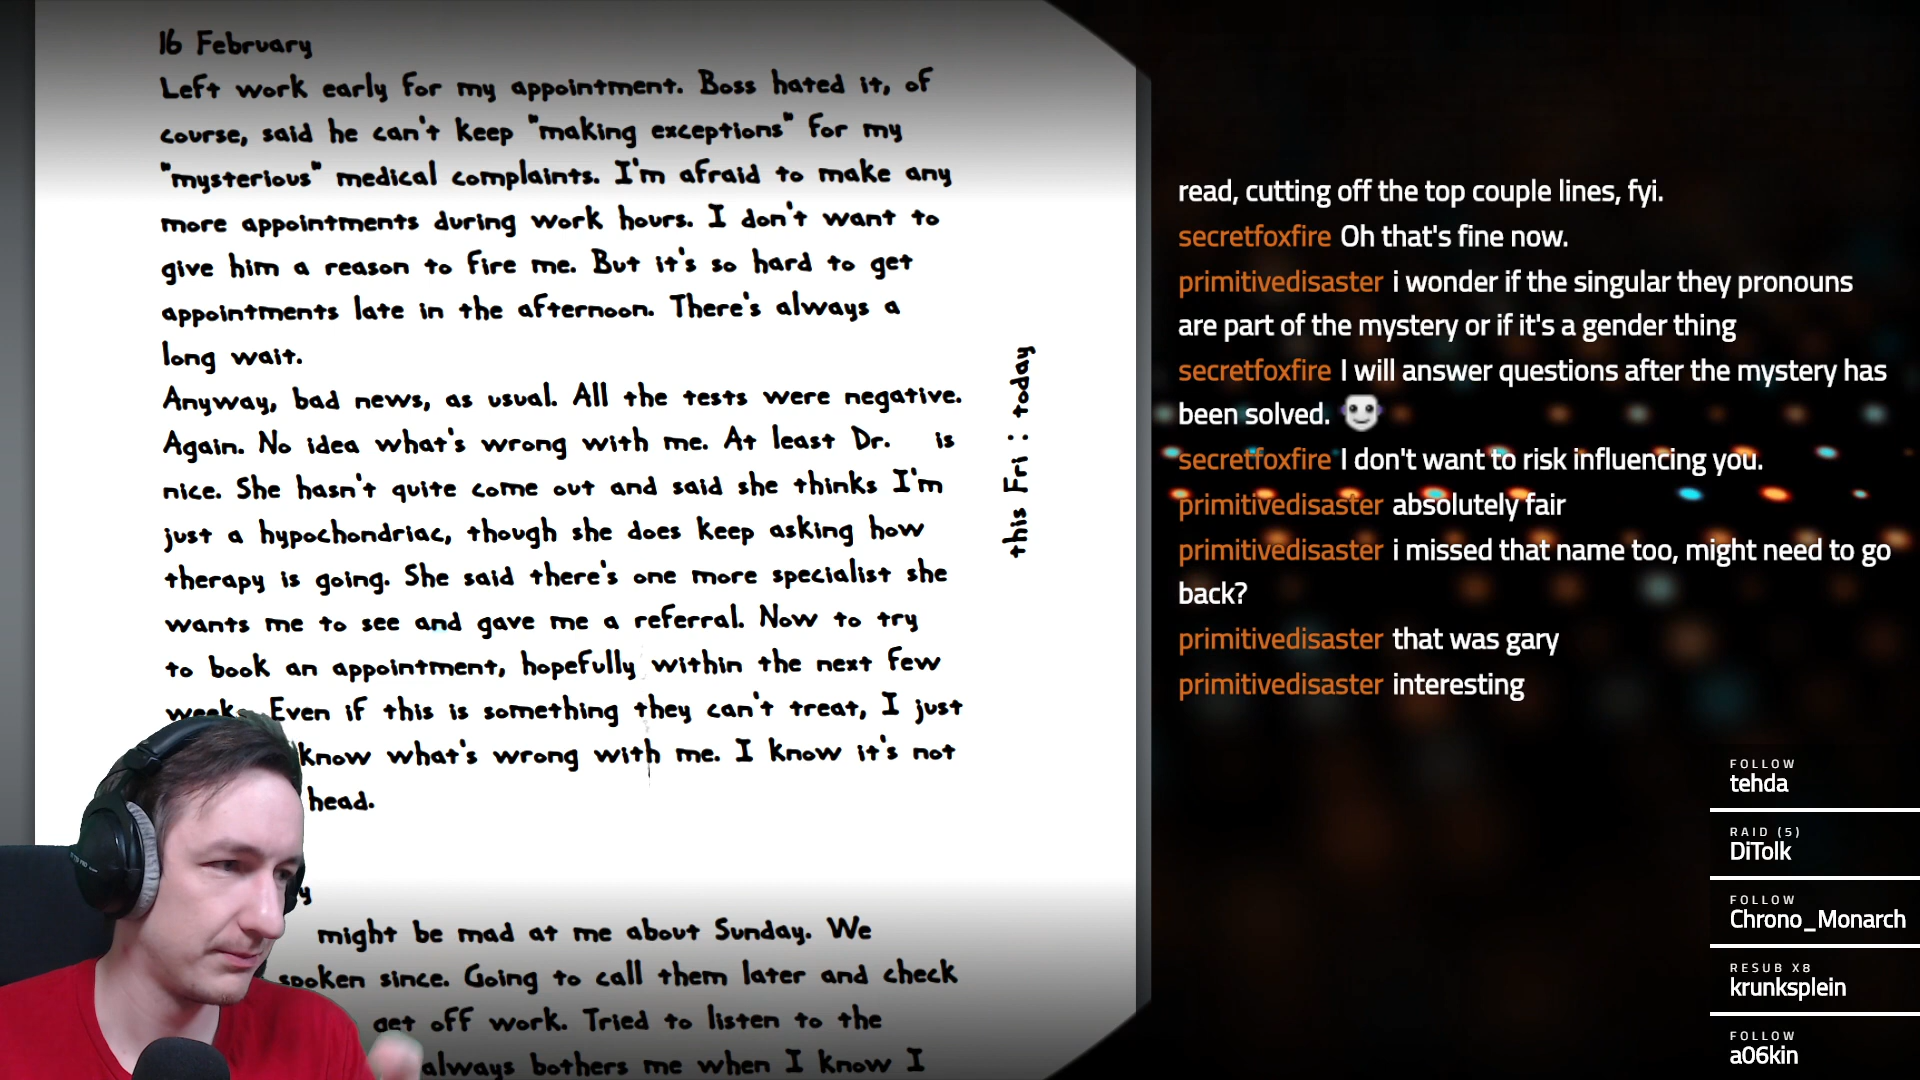 16 February
Left work early for my appointment. Boss hated it, of
course, said he can't keep "making exceptions" for my
"mysterious" medical complaints. I'm afraid to make any
more appointments during work hours. I don't want to
give him a reason to fire me. But it's so hard to get
appointments late in the afternoon. There's always a
long wait.
Anyway, bad news, as usual. All the tests were negative.
Again. No idea what's wrong with me. At least Dr. is
nice. She hasn't quite come out and said she thinks I'm
just a hypochondriac, though she does keep asking how
therapy is going. She said there's one more specialist she
wants me to see and gave me a referral. Now to try
to book an appointment, hopefully within the next few
Even if this is something they can't treat, I just
know what's wrong with me. I know it's not
head.
might be mad at me about Sunday. We
spoken since. Going to call them later and check
get off work. Tried to listen to the
always bothers me when I know I
this Fri : today
read, cutting off the top couple lines, fyi.
secretfoxfire Oh that's fine now.
primitivedisaster i wonder if the singular they pronouns
are part of the mystery or if it's a gender thing
secretfoxfire I will answer questions after the mystery has
been solved.
secretfoxfire I don't want to risk influencing you.
primitivedisaster absolutely fair
primitivedisaster i missed that name too, might need to go
back?
primitivedisaster that was gary
primitivedisaster interesting
FOLLOW
tehda
RAID (5)
DiTolk
FOLLOW
Chrono_Monarch
RESUB X8
krunksplein
FOLLOW
a06kin